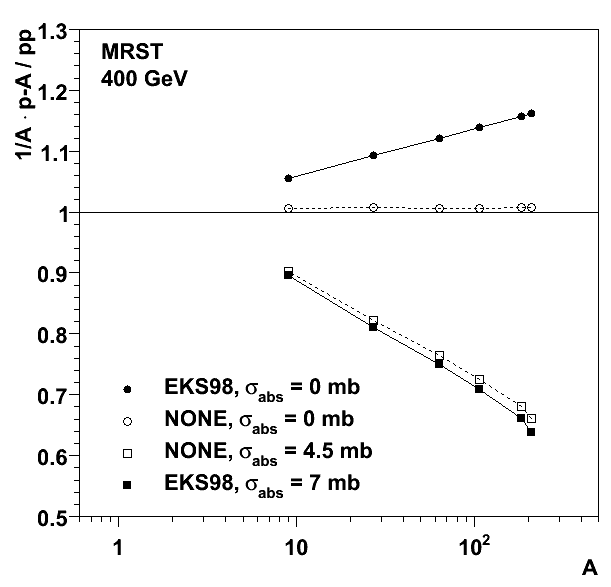 1/A · p-A / pp
MRST
400 GeV
1.3
1.2
1.1
1
0.9
0.8
0.7
0.6
0.5
EKS98, σabs = 0 mb
NONE, σabs = 0 mb
NONE, σabs = 4.5 mb
EKS98, σabs = 7 mb
1 10 10²
A